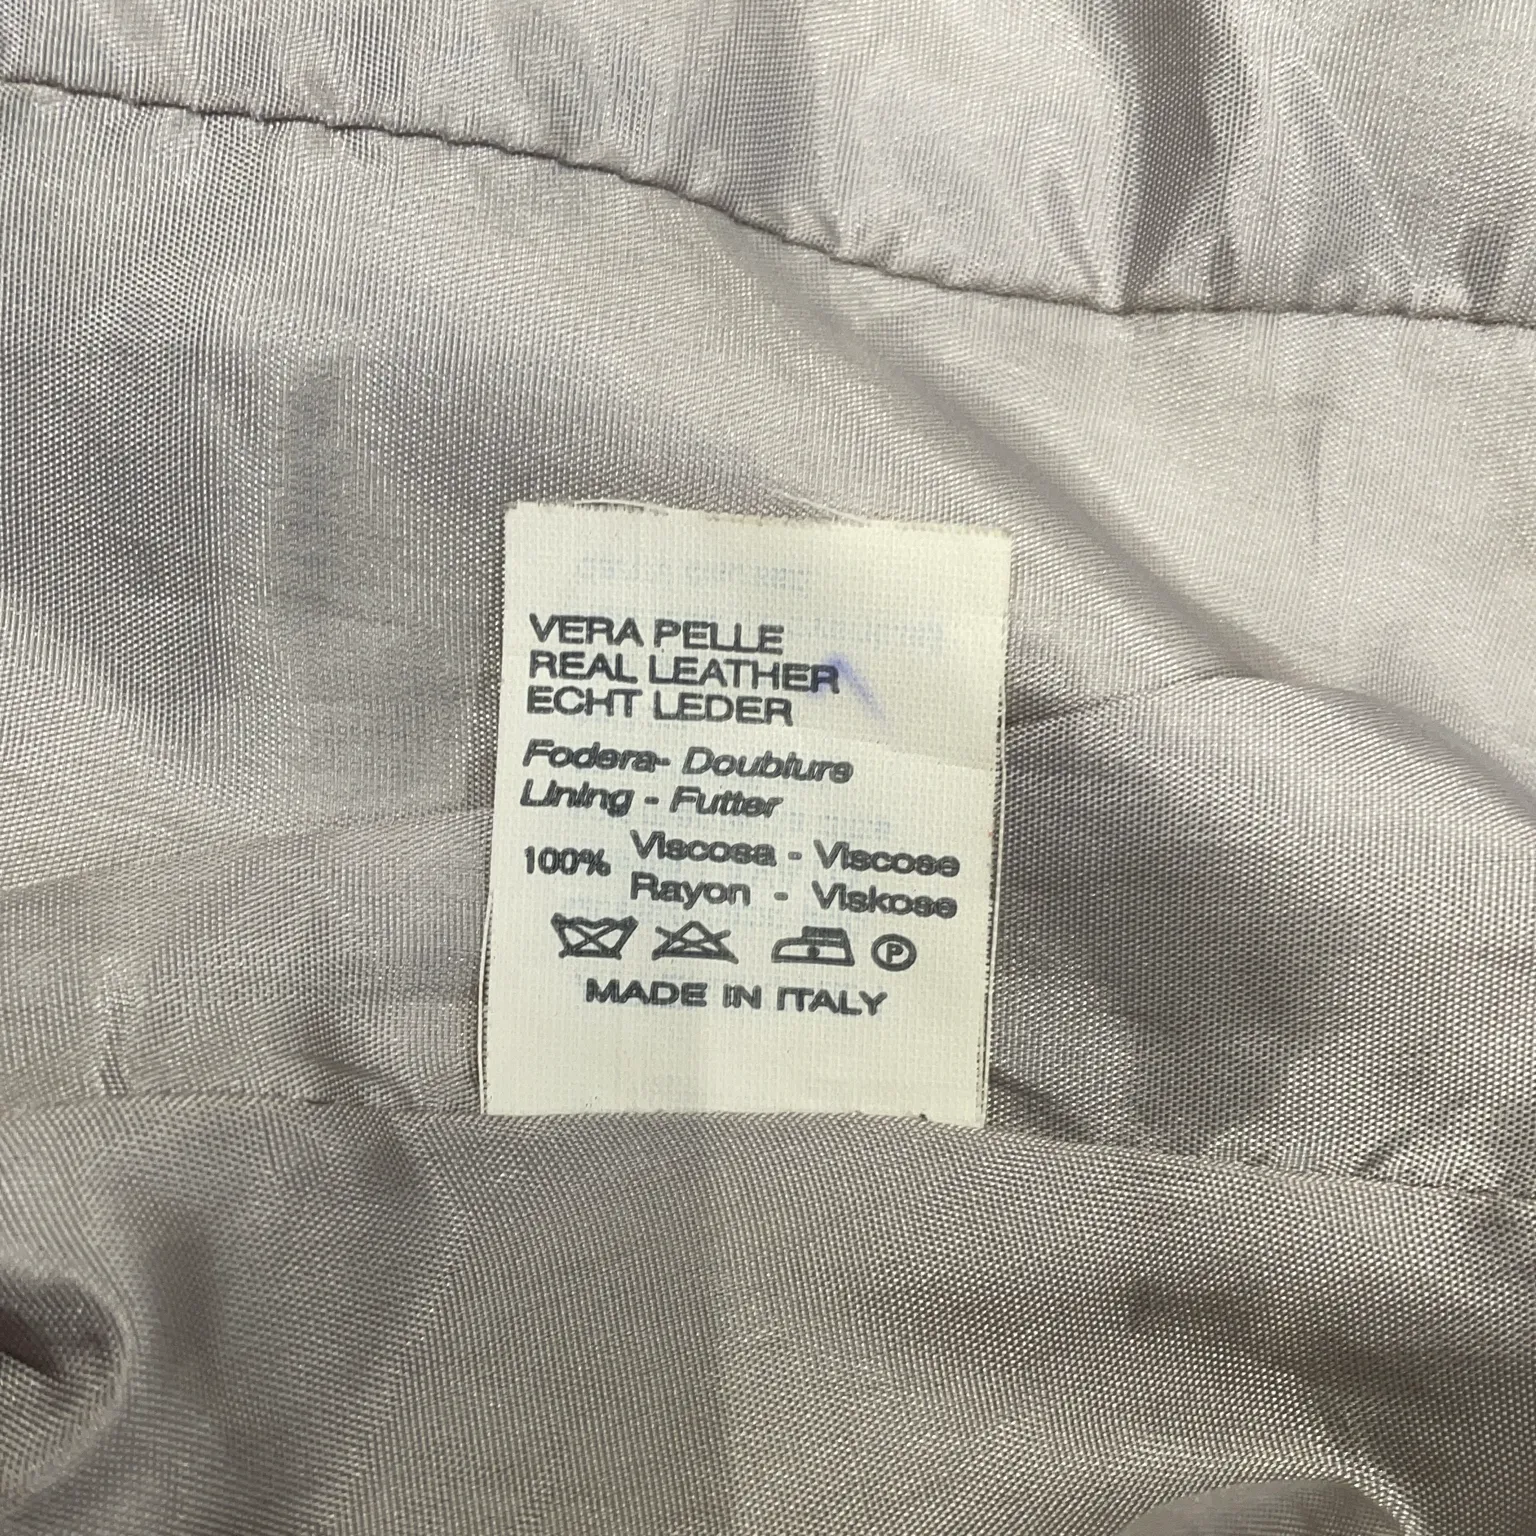 VERA PELLE
REAL LEATHER
ECHT LEDER
Fodera- Doublure
Lining - Futter
100% Viscosa - Viscose
Rayon - Viskose
P
MADE IN ITALY